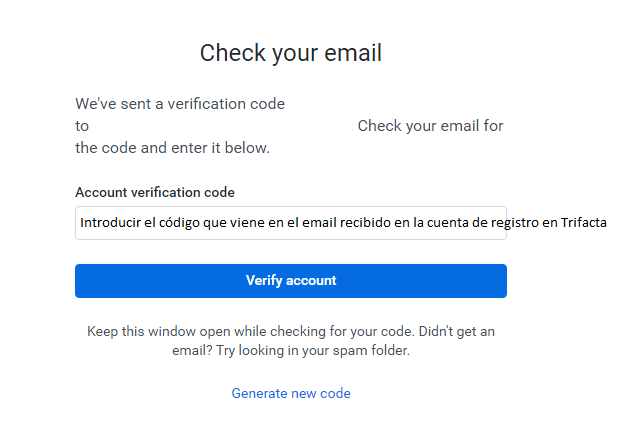 Check your email
We've sent a verification code
to Check your email for
the code and enter it below.
Account verification code
Introducir el código que viene en el email recibido en la cuenta de registro en Trifacta
Verify account
Keep this window open while checking for your code. Didn't get an
email? Try looking in your spam folder.
Generate new code